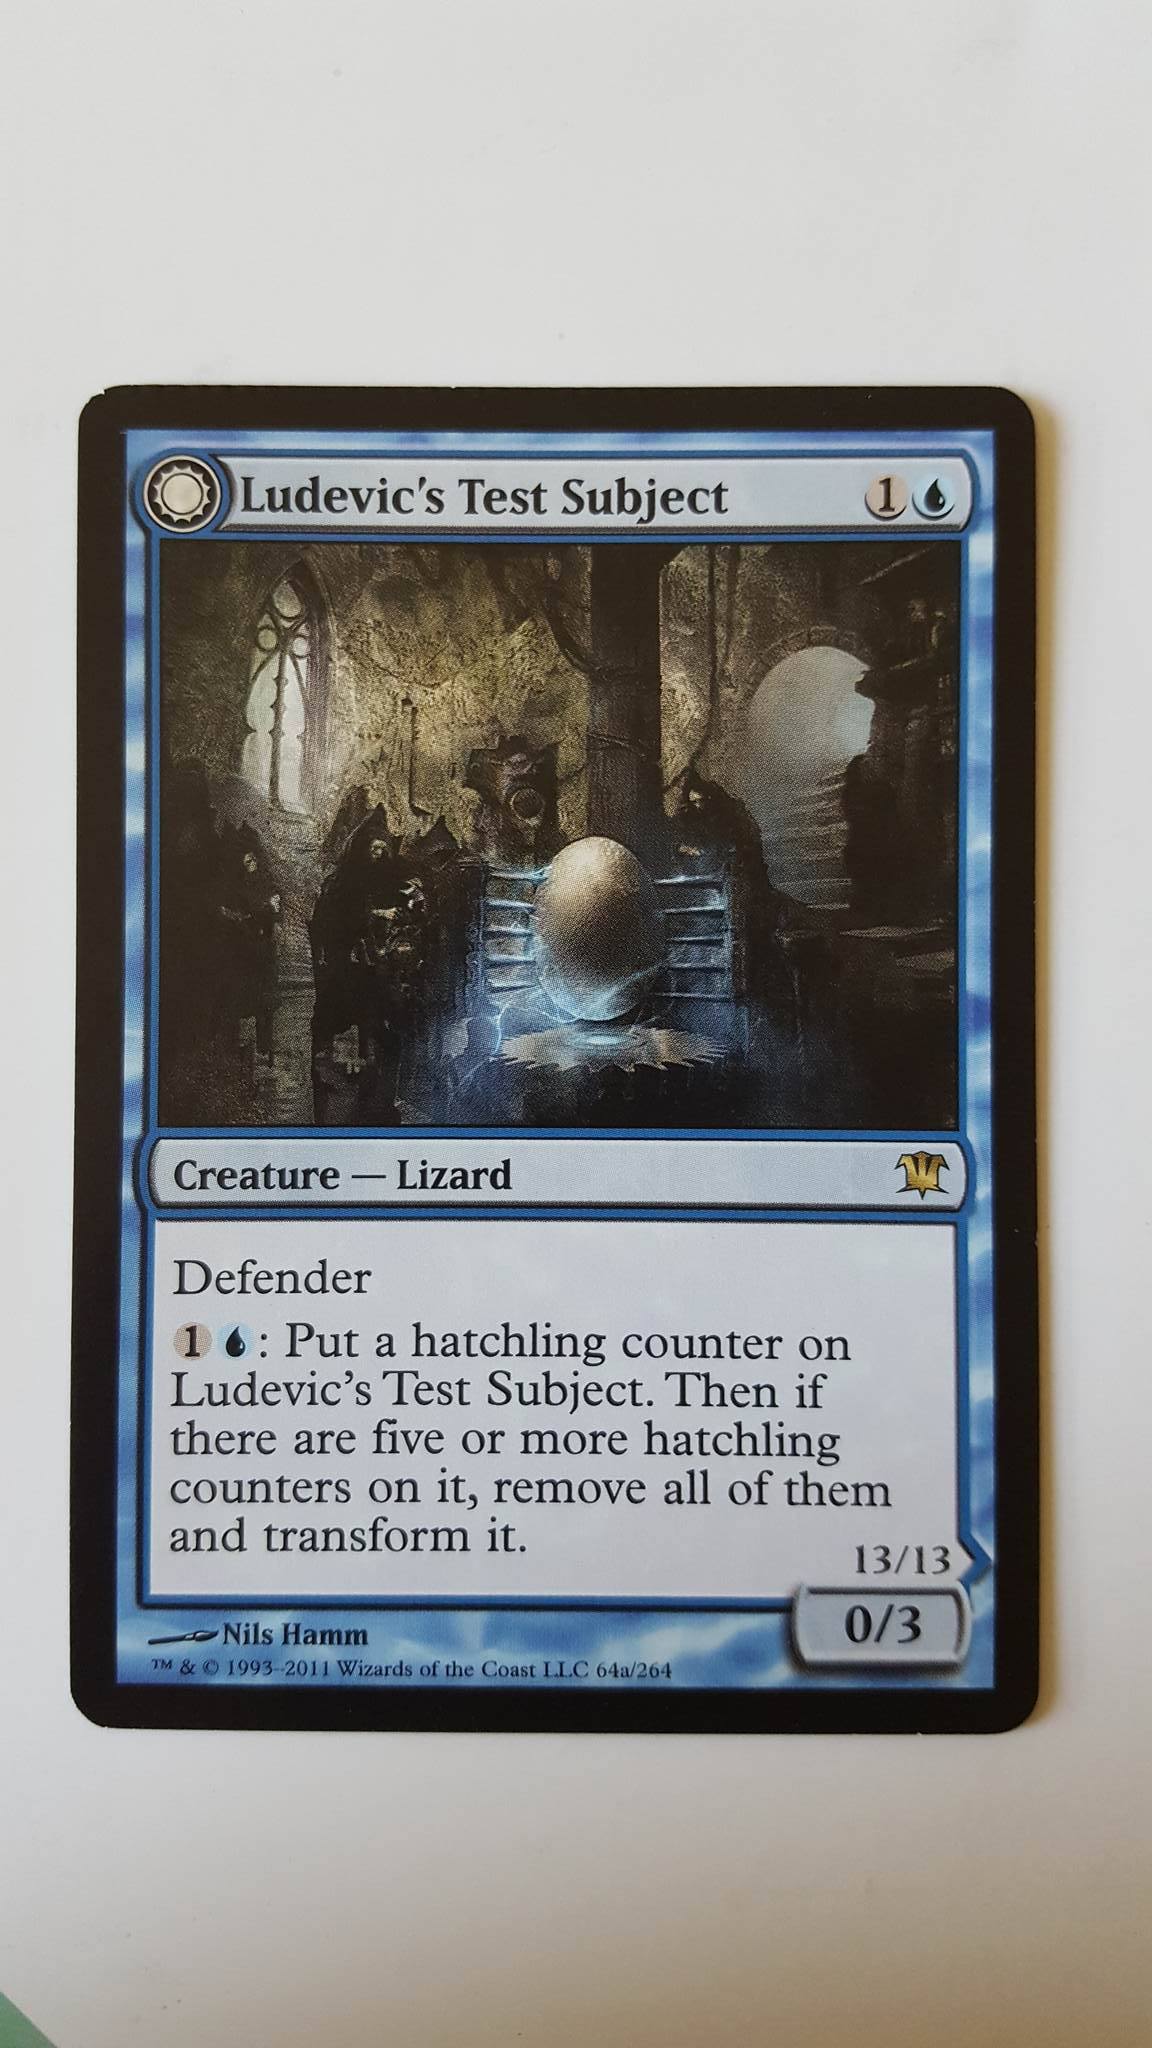 Ludevic's Test Subject 1
Creature — Lizard
Defender
1 : Put a hatchling counter on
Ludevic's Test Subject. Then if
there are five or more hatchling
counters on it, remove all of them
and transform it.
13/13
0/3
Nils Hamm
™ & © 1993–2011 Wizards of the Coast LLC 64a/264